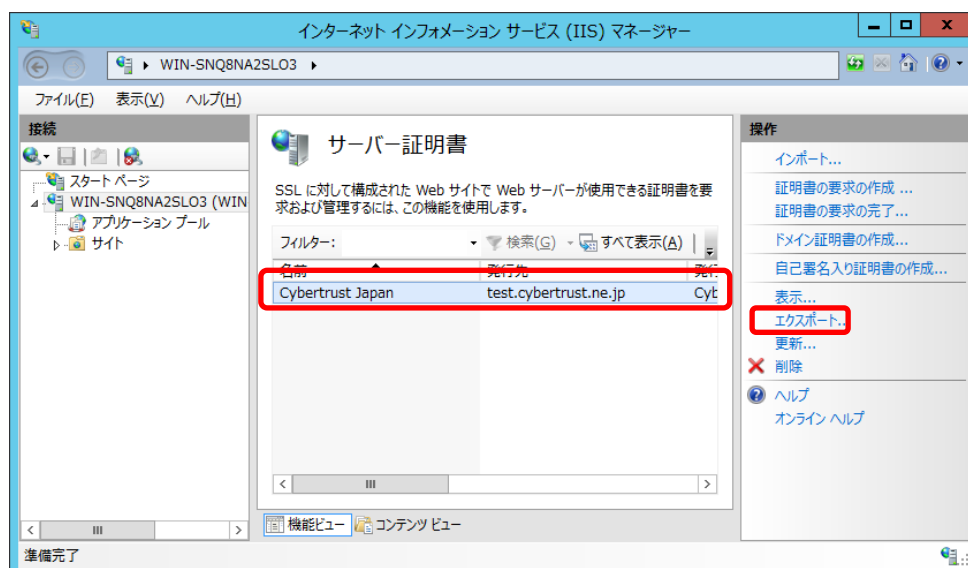 インターネット インフォメーション サービス (IIS) マネージャー
WIN-SNQ8NA2SLO3
ファイル(F) 表示(V) ヘルプ(H)
接続
スタート ページ
WIN-SNQ8NA2SLO3 (WIN
アプリケーション プール
サイト
サーバー証明書
SSL に対して構成された Web サイトで Web サーバーが使用できる証明書を要
求および管理するには、この機能を使用します。
フィルター: 検索(G) すべて表示(A)
名前 発行先 発行
Cybertrust Japan test.cybertrust.ne.jp Cyb
機能ビュー コンテンツ ビュー
操作
インポート...
証明書の要求の作成 ...
証明書の要求の完了...
ドメイン証明書の作成...
自己署名入り証明書の作成...
表示...
エクスポート...
更新...
削除
ヘルプ
オンライン ヘルプ
準備完了